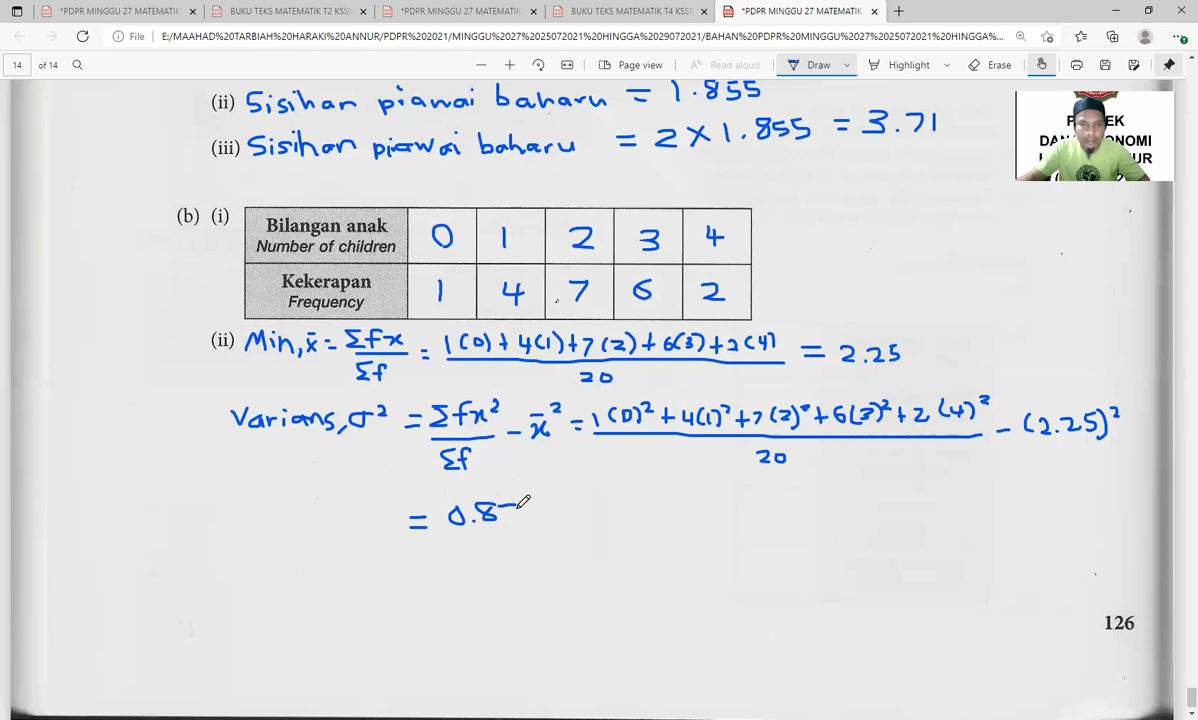 *PDPR MINGGU 27 MATEMATIK
BUKU TEKS MATEMATIK T2 KSSM
*PDPR MINGGU 27 MATEMATIK
BUKU TEKS MATEMATIK T4 KSSM
*PDPR MINGGU 27 MATEMATIK
File E:/MAAHAD%20TARBIAH%20HARAKI%20ANNUR/PDPR%202021/MINGGU%2027%2025072021%20HINGGA%2029072021/BAHAN%20PDPR%20MINGGU%2027%2025072021%20HINGGA%...
14 of 14 Page view Read aloud Draw Highlight Erase
(ii) Sisihan piawai baharu = 1.855
(iii) Sisihan piawai baharu = 2 × 1.855 = 3.71
(b) (i)
Bilangan anak 0 1 2 3 4
Number of children
Kekerapan 1 4 7 6 2
Frequency
(ii) Min, x̄ = Σfx/Σf = 1(0) + 4(1) + 7(2) + 6(3) + 2(4) / 20 = 2.25
Varians, σ² = Σfx²/Σf − x̄² = 1(0)² + 4(1)² + 7(2)² + 6(3)² + 2(4)² / 20 − (2.25)²
= 0.8
126